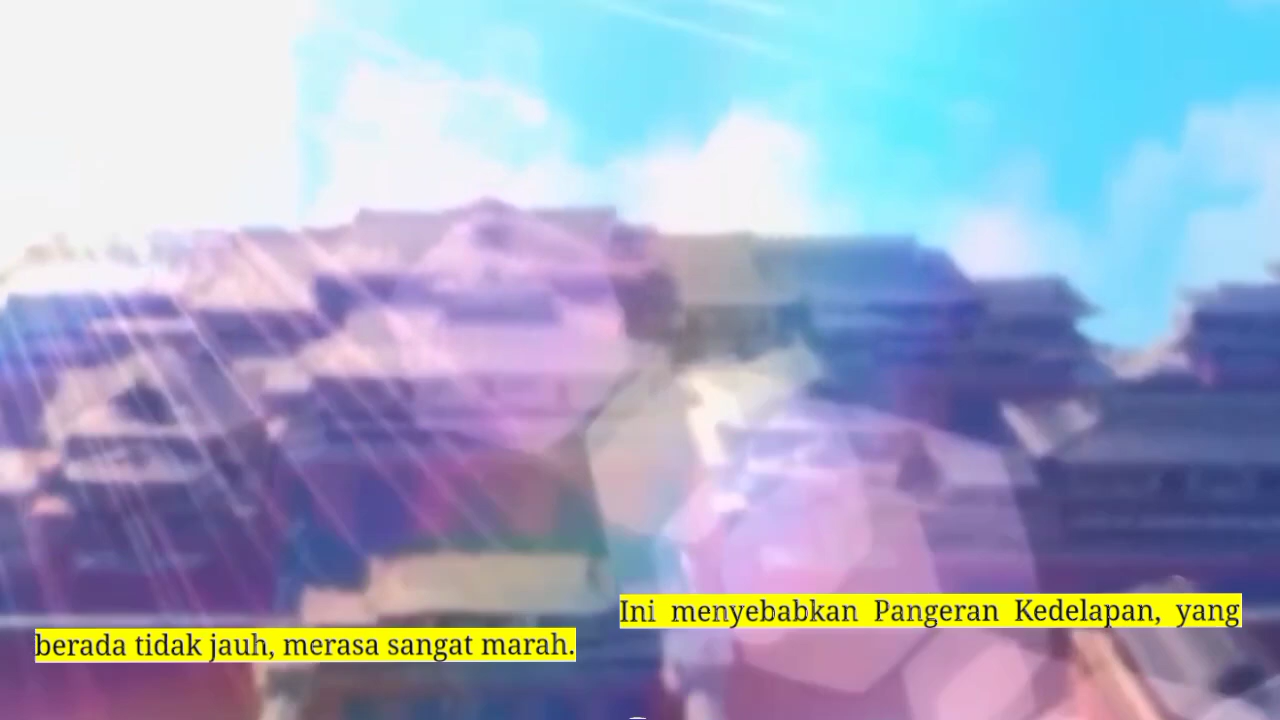 Ini menyebabkan Pangeran Kedelapan, yang
berada tidak jauh, merasa sangat marah.